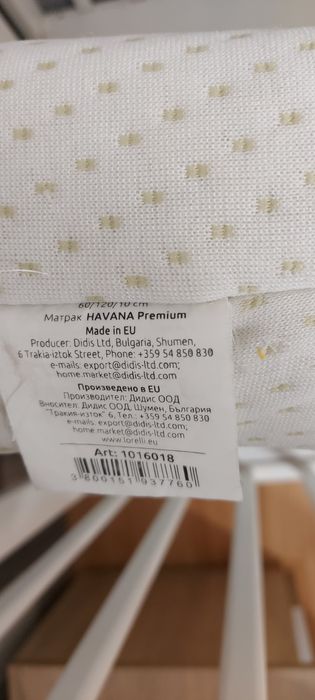 60/120/10 cm
Матрак HAVANA Premium
Made in EU
Producer: Didis Ltd, Bulgaria, Shumen,
6 Trakia-iztok Street, Phone: +359 54 850 830
e-mails: export@didis-ltd.com;
home.market@didis-ltd.com
Произведено в EU
Производител: Дидис ООД
Вносител: Дидис ООД, Шумен, България
"Тракия-изток" 6, Тел.: +359 54 850 830
e-mails: export@didis-ltd.com;
home market@didis-ltd.com
www.lorelli.eu
Art: 1016018
3800151937760